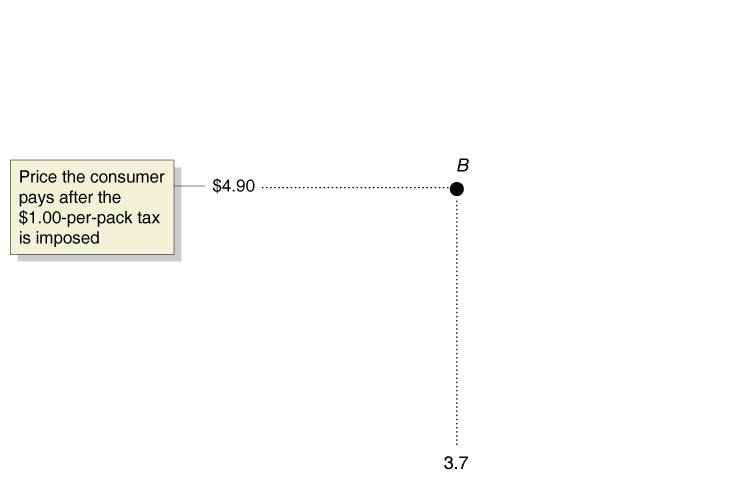 B
Price the consumer
pays after the
$1.00-per-pack tax
is imposed
$4.90
3.7